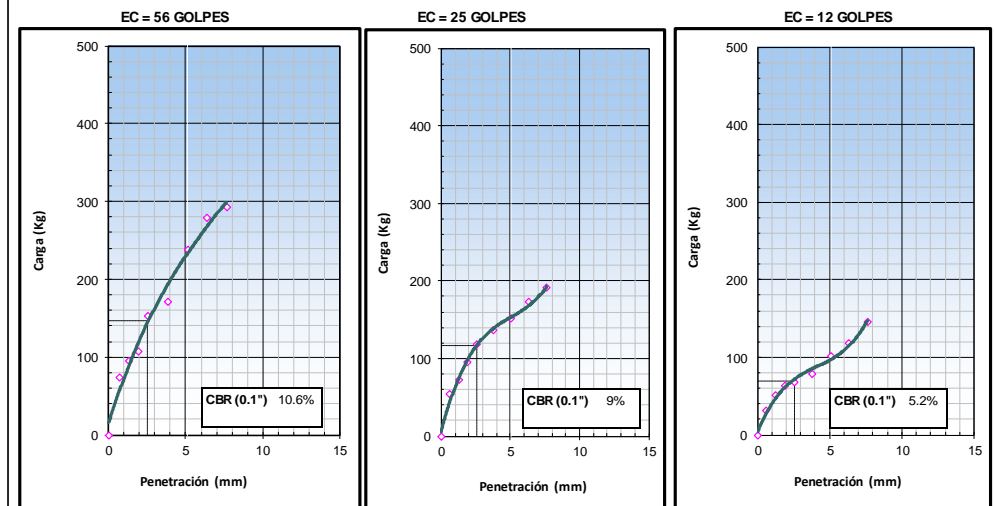 EC = 56 GOLPES
500
400
300
200
100
0
Carga (Kg)
CBR (0.1") 10.6%
0 5 10 15
Penetración (mm)
EC = 25 GOLPES
500
400
300
200
100
0
Carga (Kg)
CBR (0.1") 9%
0 5 10 15
Penetración (mm)
EC = 12 GOLPES
500
400
300
200
100
0
Carga (Kg)
CBR (0.1") 5.2%
0 5 10 15
Penetración (mm)